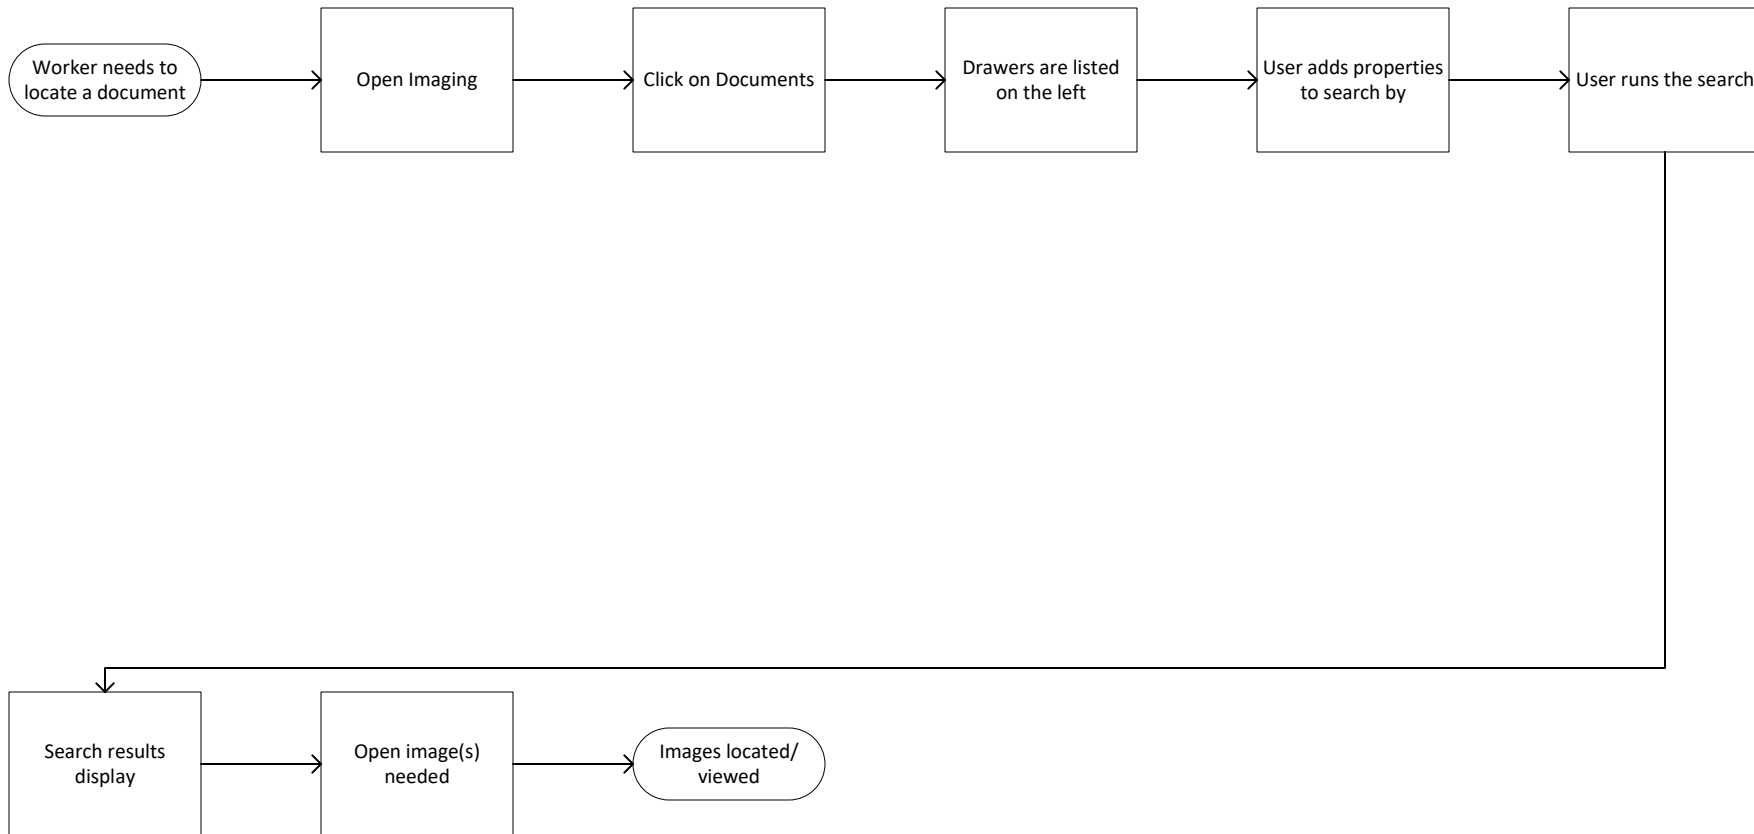 Worker needs to
locate a document
Open Imaging
Click on Documents
Drawers are listed
on the left
User adds properties
to search by
User runs the search
Search results
display
Open image(s)
needed
Images located/
viewed